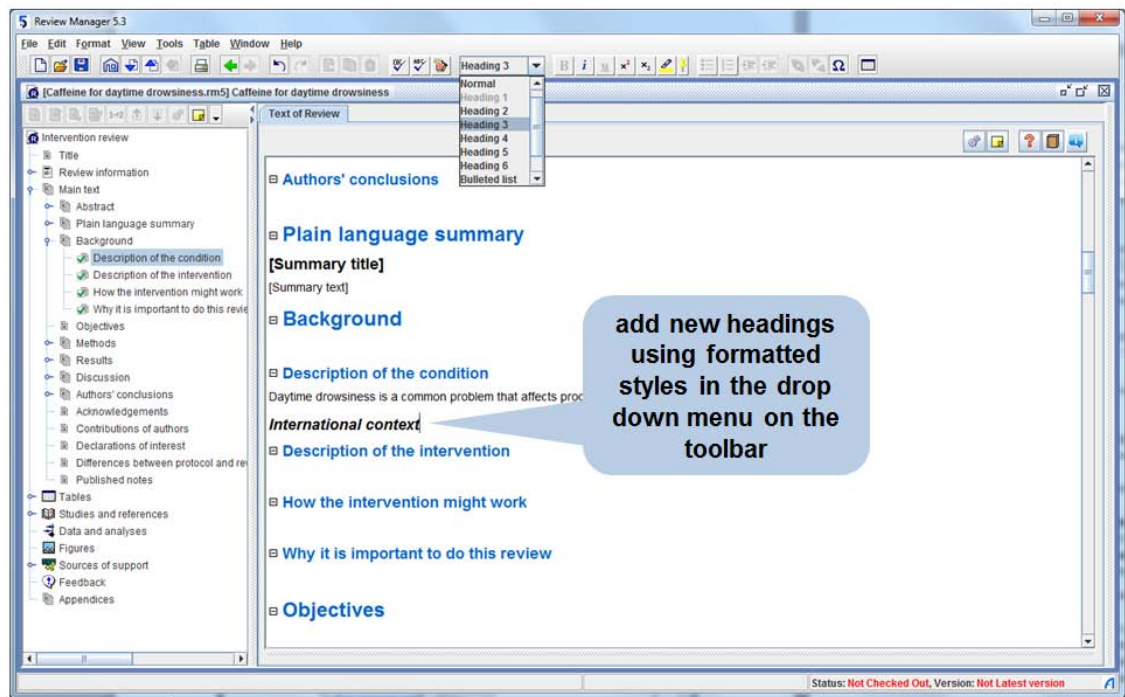 5 Review Manager 5.3
File Edit Format View Tools Table Window Help
Heading 3
B i u x² x₂ Ω
Normal
Heading 1
Heading 2
Heading 3
Heading 4
Heading 5
Heading 6
Bulleted list
[Caffeine for daytime drowsiness.rm5] Caffeine for daytime drowsiness
Text of Review
Intervention review
Title
Review information
Main text
Abstract
Plain language summary
Background
Description of the condition
Description of the intervention
How the intervention might work
Why it is important to do this revie
Objectives
Methods
Results
Discussion
Authors' conclusions
Acknowledgements
Contributions of authors
Declarations of interest
Differences between protocol and re
Published notes
Tables
Studies and references
Data and analyses
Figures
Sources of support
Feedback
Appendices
Authors' conclusions
Plain language summary
[Summary title]
[Summary text]
Background
Description of the condition
Daytime drowsiness is a common problem that affects proc
International context
Description of the intervention
How the intervention might work
Why it is important to do this review
Objectives
add new headings
using formatted
styles in the drop
down menu on the
toolbar
Status: Not Checked Out, Version: Not Latest version